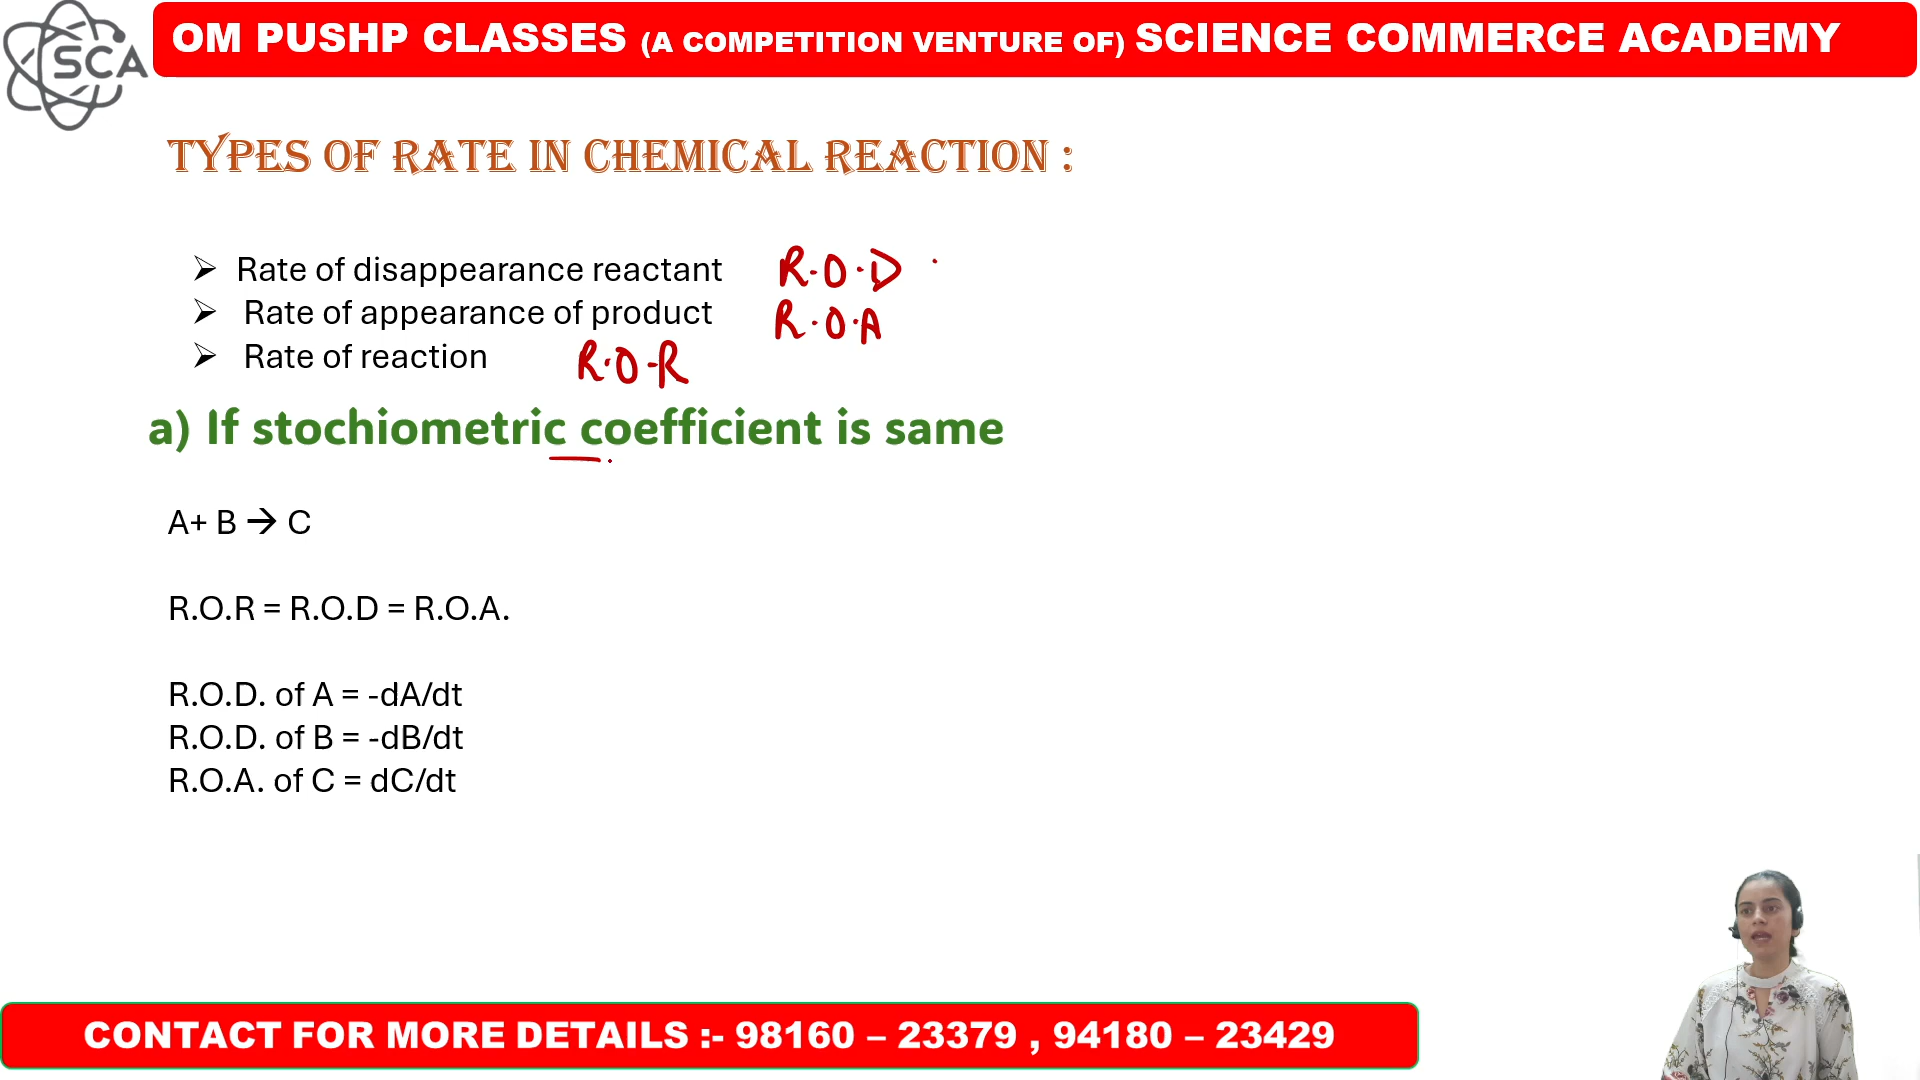 SCA
OM PUSHP CLASSES (A COMPETITION VENTURE OF) SCIENCE COMMERCE ACADEMY
TYPES OF RATE IN CHEMICAL REACTION :
➢ Rate of disappearance reactant R.O.D
➢ Rate of appearance of product R.O.A
➢ Rate of reaction R.O.R
a) If stochiometric coefficient is same
A+ B → C
R.O.R = R.O.D = R.O.A.
R.O.D. of A = -dA/dt
R.O.D. of B = -dB/dt
R.O.A. of C = dC/dt
CONTACT FOR MORE DETAILS :- 98160 – 23379 , 94180 – 23429